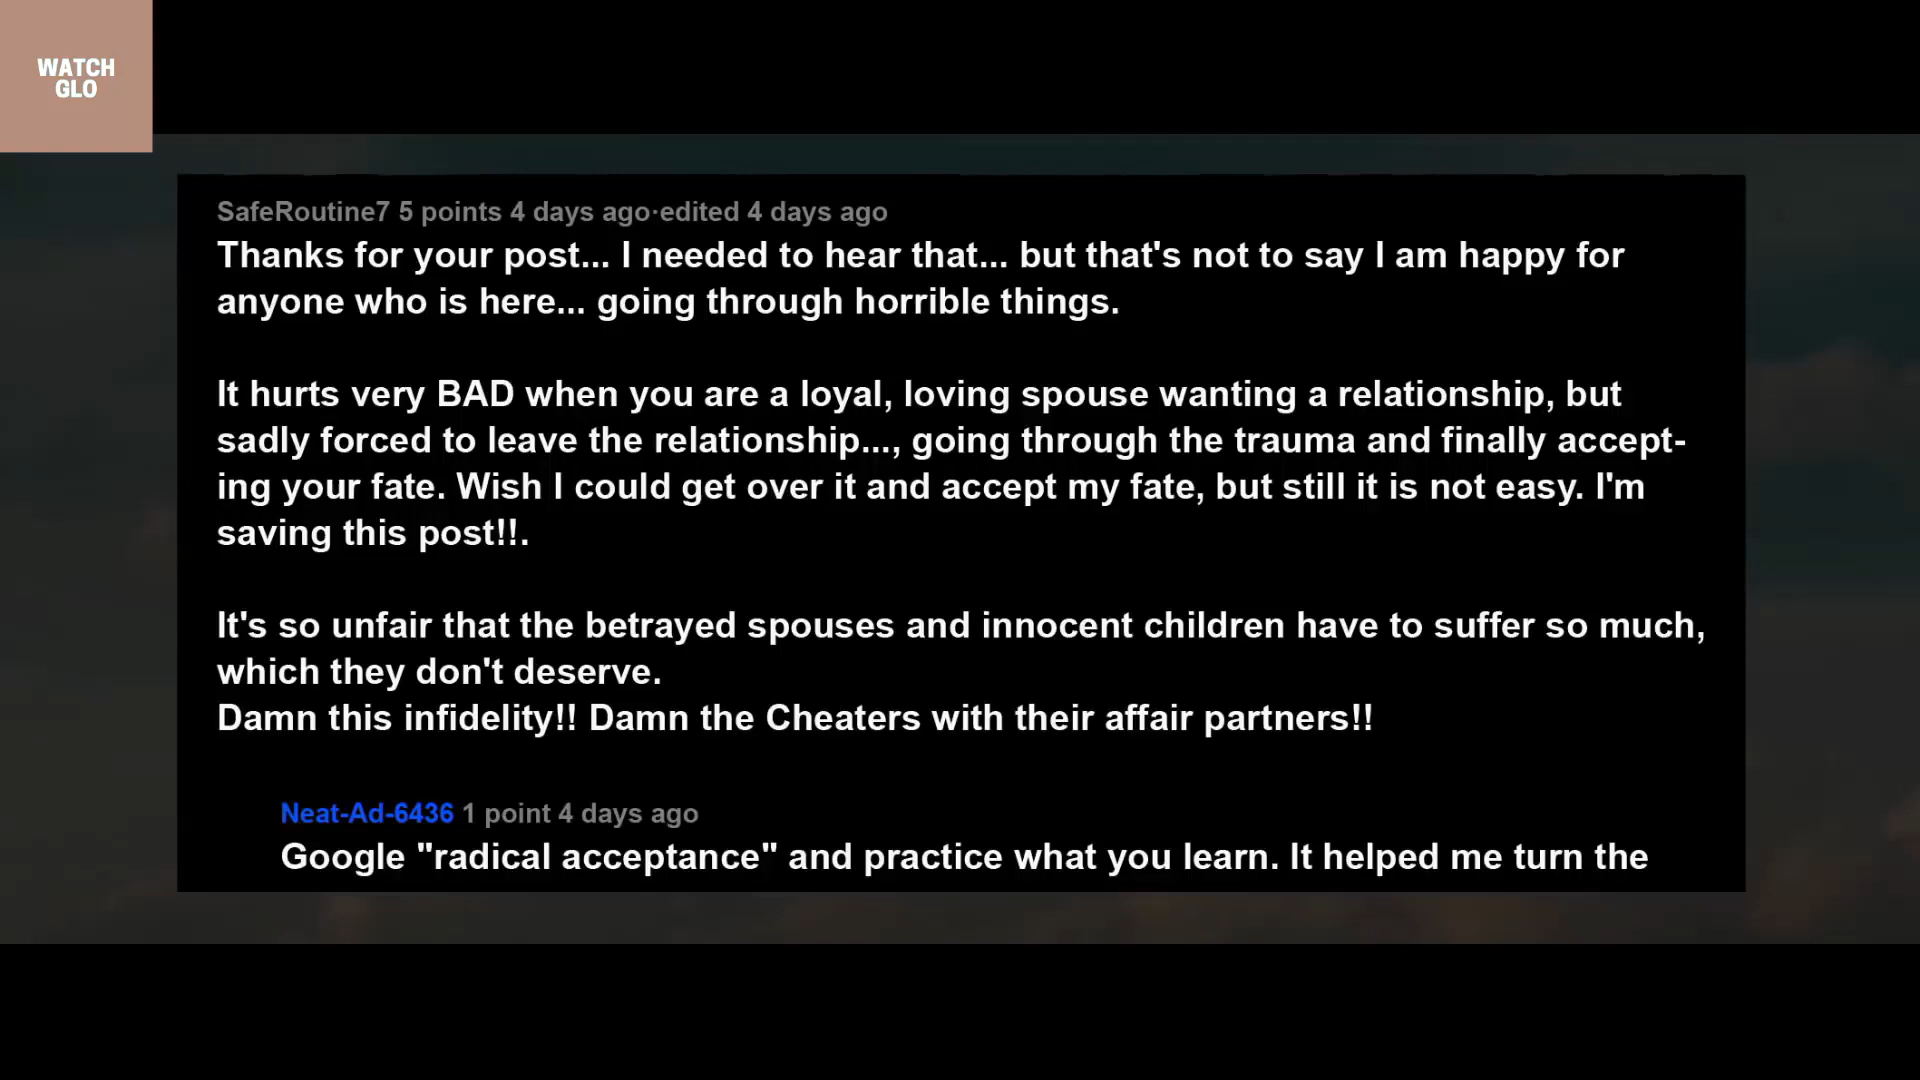 WATCH
GLO
SafeRoutine7 5 points 4 days ago·edited 4 days ago
Thanks for your post... I needed to hear that... but that's not to say I am happy for
anyone who is here... going through horrible things.
It hurts very BAD when you are a loyal, loving spouse wanting a relationship, but
sadly forced to leave the relationship..., going through the trauma and finally accept-
ing your fate. Wish I could get over it and accept my fate, but still it is not easy. I'm
saving this post!!.
It's so unfair that the betrayed spouses and innocent children have to suffer so much,
which they don't deserve.
Damn this infidelity!! Damn the Cheaters with their affair partners!!
Neat-Ad-6436 1 point 4 days ago
Google "radical acceptance" and practice what you learn. It helped me turn the